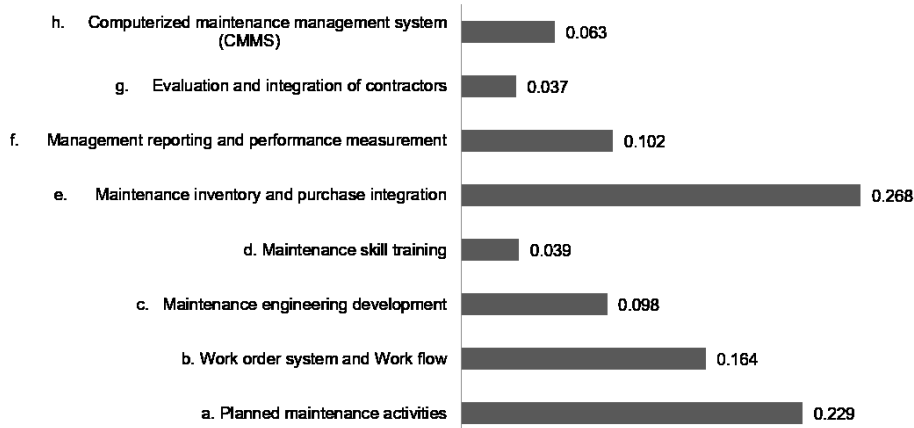 h. Computerized maintenance management system
(CMMS)
0.063
g. Evaluation and integration of contractors
0.037
f. Management reporting and performance measurement
0.102
e. Maintenance inventory and purchase integration
0.268
d. Maintenance skill training
0.039
c. Maintenance engineering development
0.098
b. Work order system and Work flow
0.164
a. Planned maintenance activities
0.229